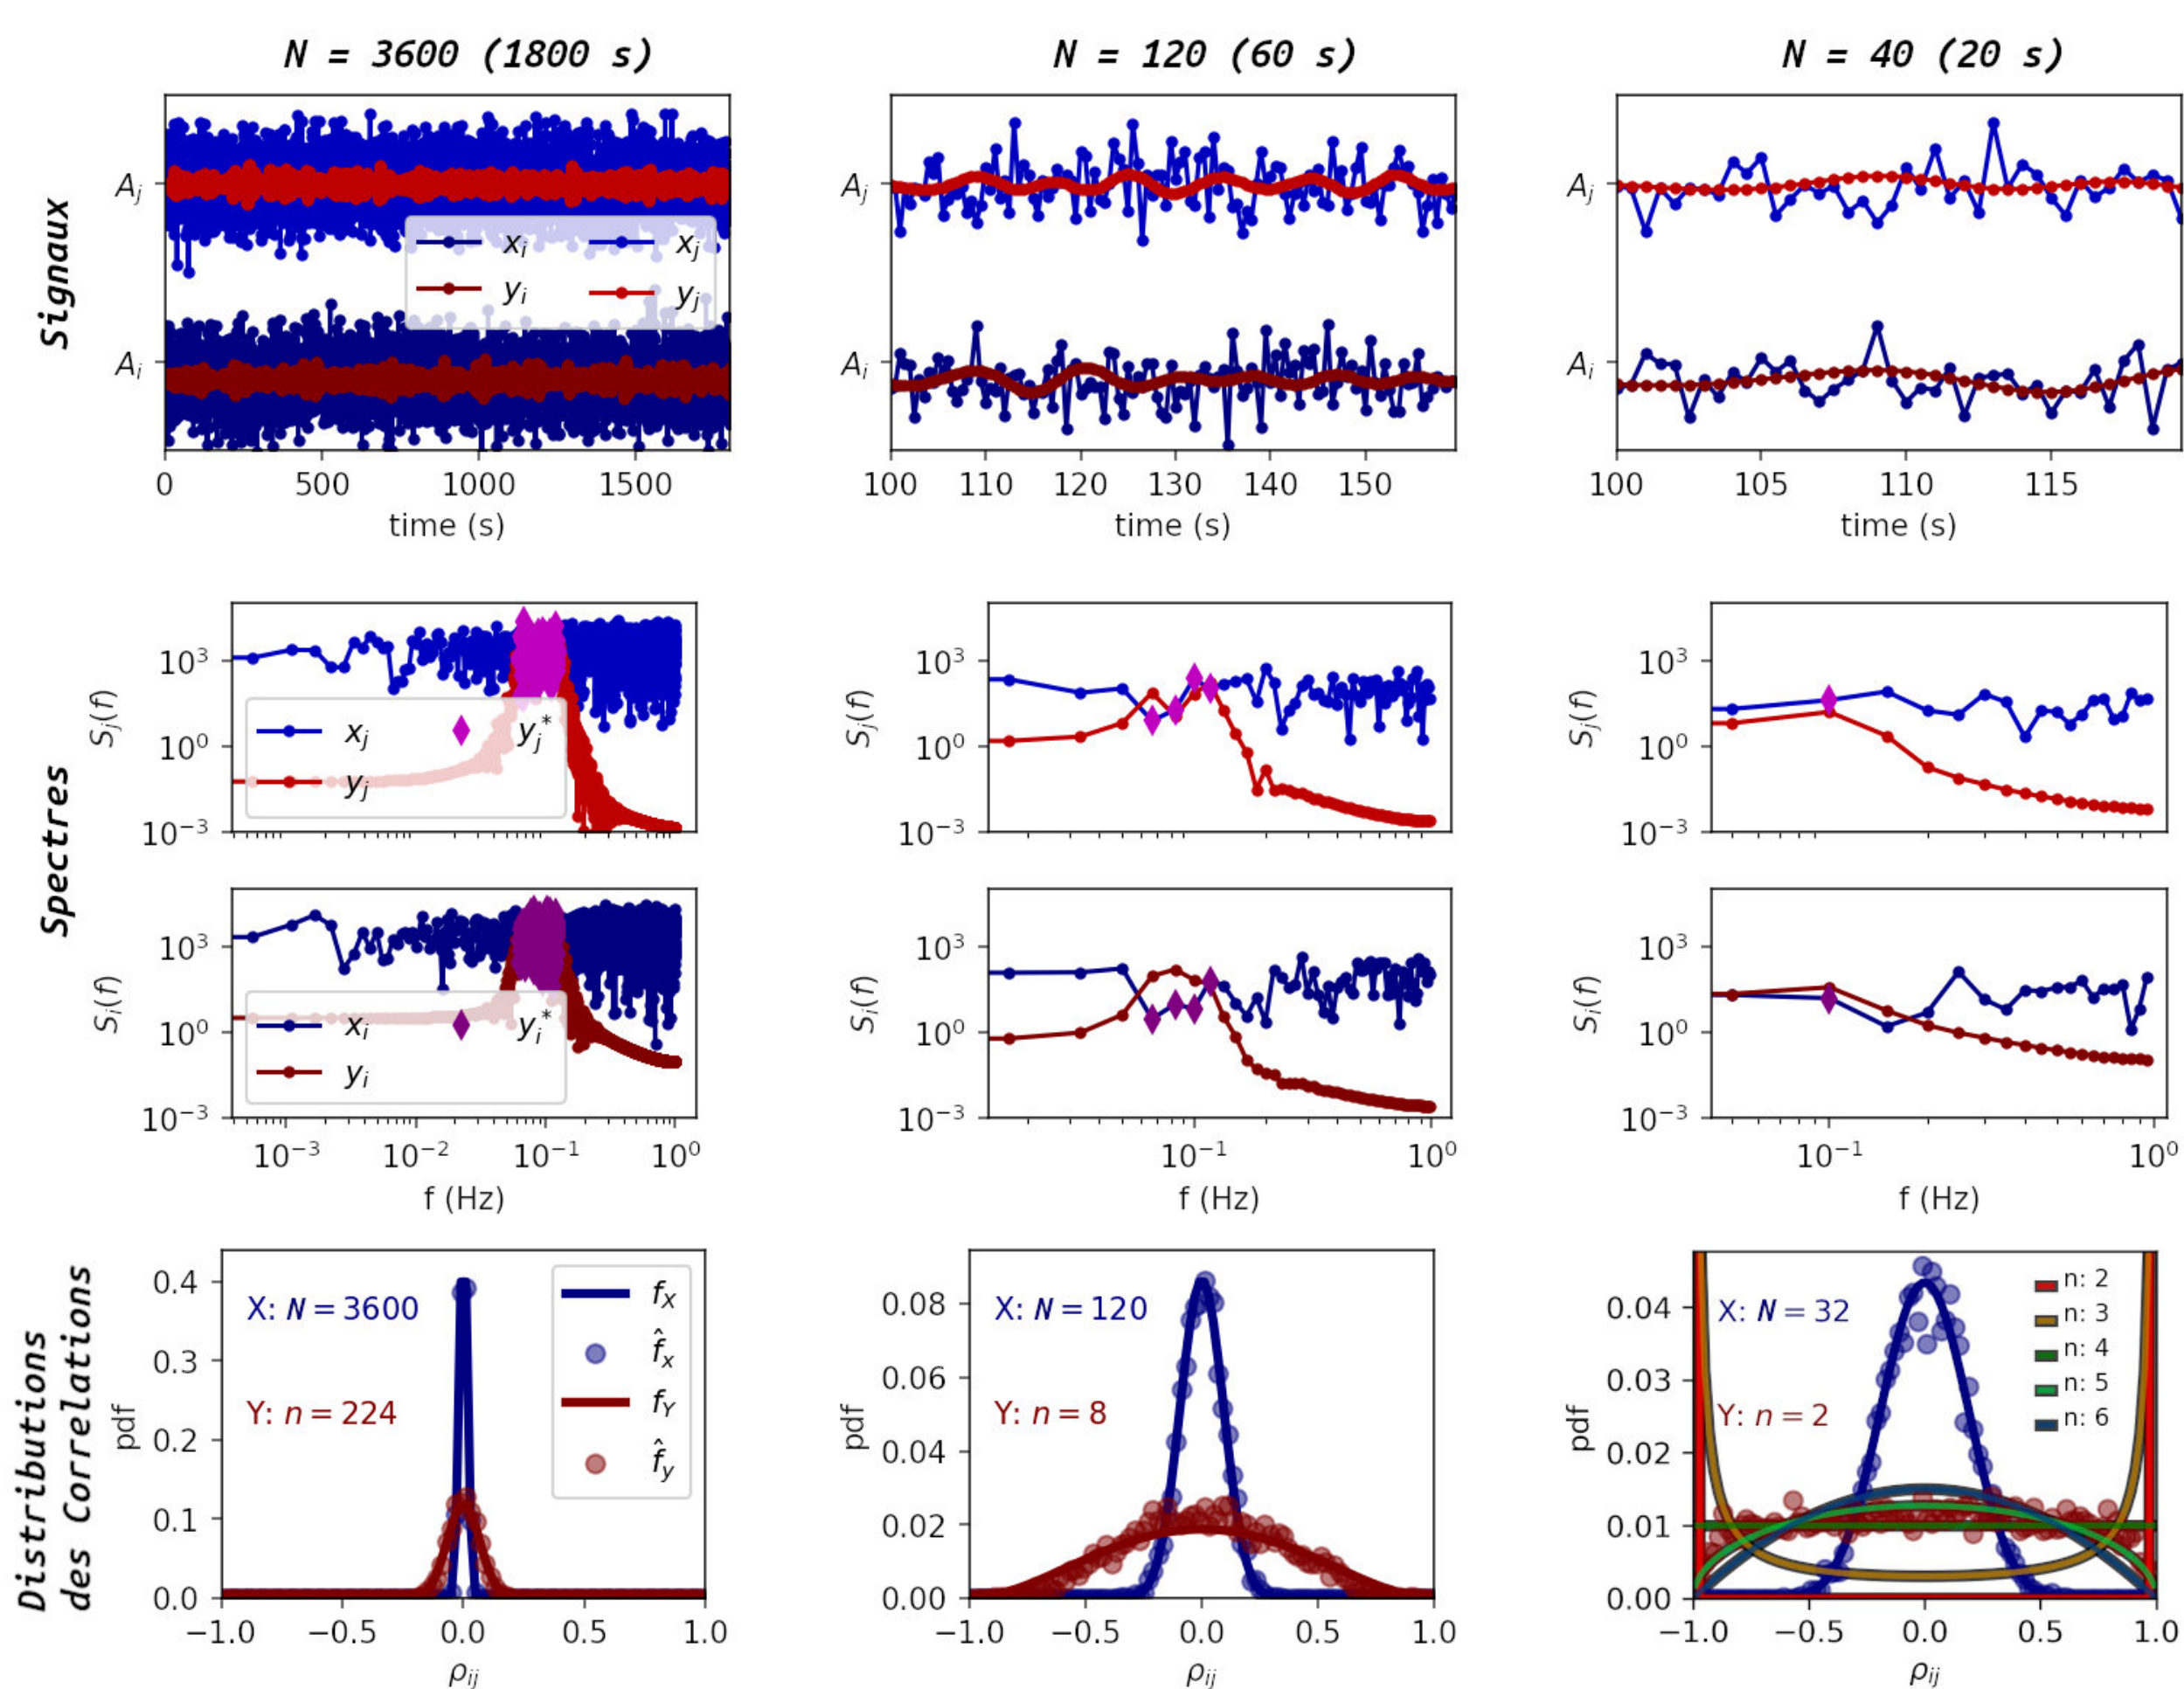 N = 3600 (1800 s)
N = 120 (60 s)
N = 40 (20 s)
Signaux
A_j
A_i
x_i
x_j
y_i
y_j
0 500 1000 1500
time (s)
A_j
A_i
100 110 120 130 140 150
time (s)
A_j
A_i
100 105 110 115
time (s)
Spectres
S_j(f)
10^3
10^0
10^−3
x_j
y_j^*
y_j
S_j(f)
10^3
10^0
10^−3
S_j(f)
10^3
10^0
10^−3
S_i(f)
10^3
10^0
10^−3
x_i
y_i^*
y_i
10^−3 10^−2 10^−1 10^0
f (Hz)
S_i(f)
10^3
10^0
10^−3
10^−1 10^0
f (Hz)
S_i(f)
10^3
10^0
10^−3
10^−1 10^0
f (Hz)
Distributions
des Correlations
pdf
0.4
0.3
0.2
0.1
0.0
X: N = 3600
Y: n = 224
f_X
f̂_x
f_Y
f̂_y
−1.0 −0.5 0.0 0.5 1.0
ρ_ij
pdf
0.08
0.06
0.04
0.02
0.00
X: N = 120
Y: n = 8
−1.0 −0.5 0.0 0.5 1.0
ρ_ij
pdf
0.04
0.03
0.02
0.01
0.00
X: N = 32
Y: n = 2
n: 2
n: 3
n: 4
n: 5
n: 6
−1.0 −0.5 0.0 0.5 1.0
ρ_ij